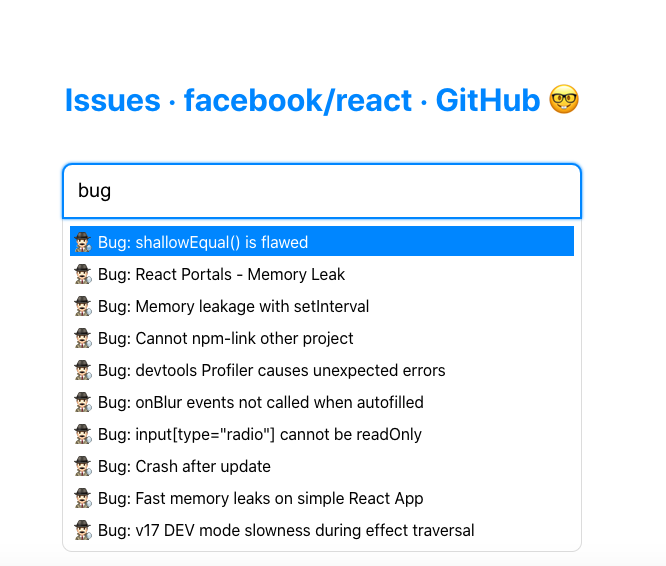 Issues · facebook/react · GitHub 🤓
bug
🕵🏻‍♂️ Bug: shallowEqual() is flawed
🕵🏻‍♂️ Bug: React Portals - Memory Leak
🕵🏻‍♂️ Bug: Memory leakage with setInterval
🕵🏻‍♂️ Bug: Cannot npm-link other project
🕵🏻‍♂️ Bug: devtools Profiler causes unexpected errors
🕵🏻‍♂️ Bug: onBlur events not called when autofilled
🕵🏻‍♂️ Bug: input[type="radio"] cannot be readOnly
🕵🏻‍♂️ Bug: Crash after update
🕵🏻‍♂️ Bug: Fast memory leaks on simple React App
🕵🏻‍♂️ Bug: v17 DEV mode slowness during effect traversal